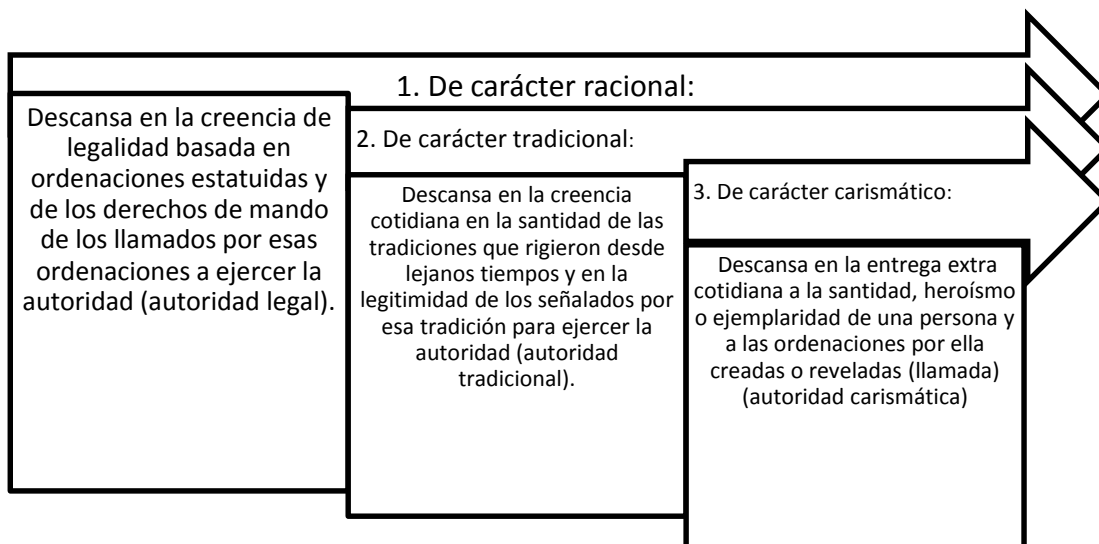 1. De carácter racional:
Descansa en la creencia de
legalidad basada en
ordenaciones estatuidas y
de los derechos de mando
de los llamados por esas
ordenaciones a ejercer la
autoridad (autoridad legal).
2. De carácter tradicional:
Descansa en la creencia
cotidiana en la santidad de las
tradiciones que rigieron desde
lejanos tiempos y en la
legitimidad de los señalados por
esa tradición para ejercer la
autoridad (autoridad
tradicional).
3. De carácter carismático:
Descansa en la entrega extra
cotidiana a la santidad, heroísmo
o ejemplaridad de una persona y
a las ordenaciones por ella
creadas o reveladas (llamada)
(autoridad carismática)